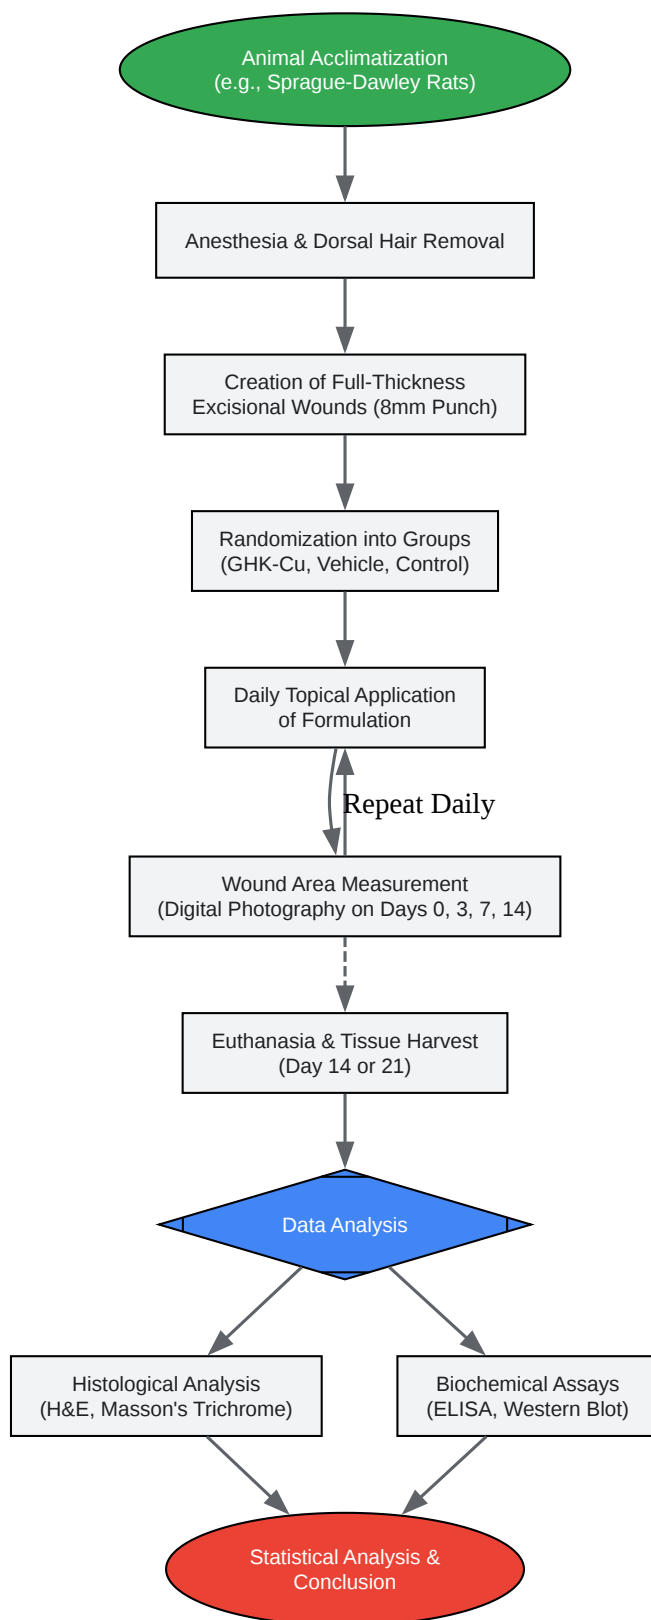 Animal Acclimatization
(e.g., Sprague-Dawley Rats)
Anesthesia & Dorsal Hair Removal
Creation of Full-Thickness
Excisional Wounds (8mm Punch)
Randomization into Groups
(GHK-Cu, Vehicle, Control)
Daily Topical Application
of Formulation
Repeat Daily
Wound Area Measurement
(Digital Photography on Days 0, 3, 7, 14)
Euthanasia & Tissue Harvest
(Day 14 or 21)
Data Analysis
Histological Analysis
(H&E, Masson's Trichrome)
Biochemical Assays
(ELISA, Western Blot)
Statistical Analysis &
Conclusion